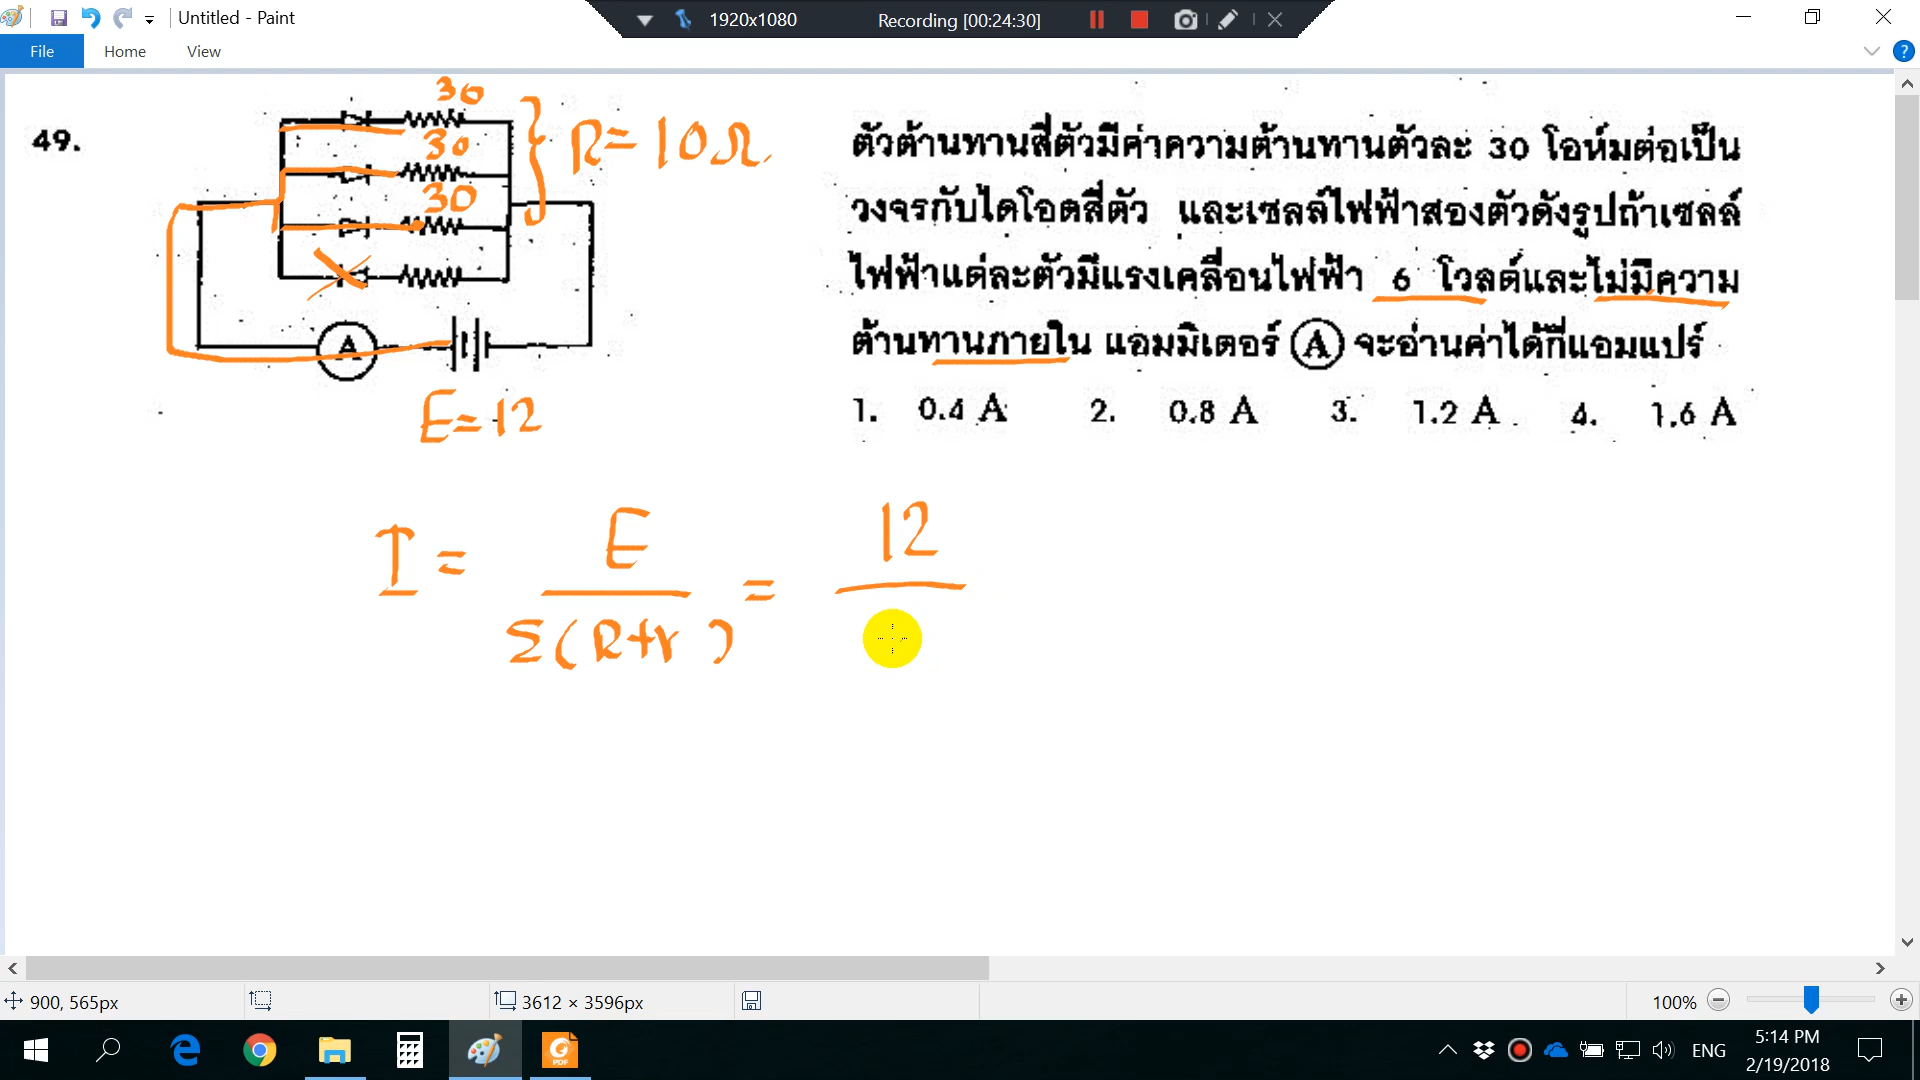 Untitled - Paint
1920x1080
Recording [00:24:30]
File
Home
View
49.
30
30
30
R = 10 Ω
A
E = 12
ตัวต้านทานสี่ตัวมีค่าความต้านทานตัวละ 30 โอห์มต่อเป็น
วงจรกับไดโอดสี่ตัว และเซลล์ไฟฟ้าสองตัวดังรูปถ้าเซลล์
ไฟฟ้าแต่ละตัวมีแรงเคลื่อนไฟฟ้า 6 โวลต์และไม่มีความ
ต้านทานภายใน แอมมิเตอร์ (A) จะอ่านค่าได้กี่แอมแปร์
1. 0.4 A 2. 0.8 A 3. 1.2 A 4. 1.6 A
I = E / Σ(R+r) = 12
900, 565px
3612 × 3596px
100%
PDF
ENG
5:14 PM
2/19/2018